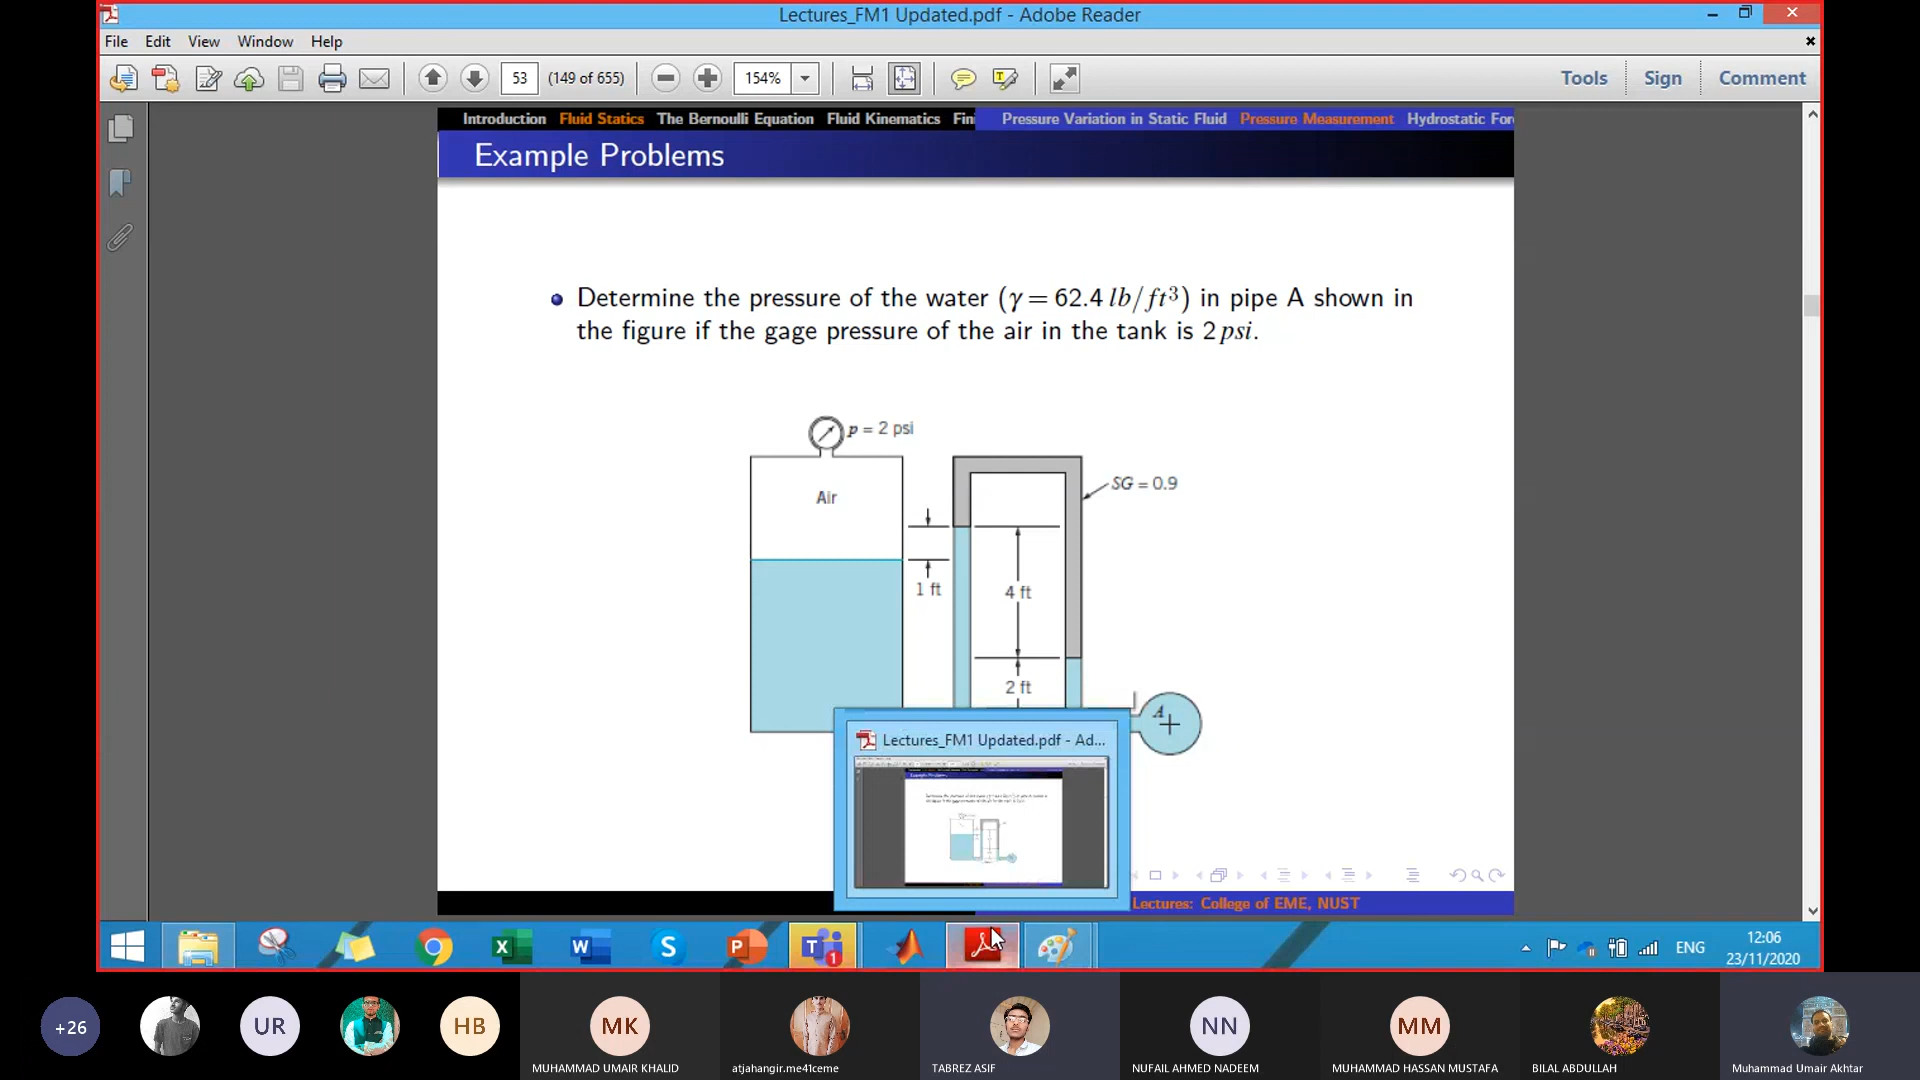 Lectures_FM1 Updated.pdf - Adobe Reader
File Edit View Window Help
53 (149 of 655) 154% Tools Sign Comment
Introduction Fluid Statics The Bernoulli Equation Fluid Kinematics Fini Pressure Variation in Static Fluid Pressure Measurement Hydrostatic For
Example Problems
Determine the pressure of the water (γ = 62.4 lb/ft³) in pipe A shown in
the figure if the gage pressure of the air in the tank is 2 psi.
p = 2 psi
SG = 0.9
Air
1 ft
4 ft
2 ft
A
Lectures_FM1 Updated.pdf - Ad...
Lectures: College of EME, NUST
ENG
12:06
23/11/2020
1
+26
UR
HB
MK
NN
MM
MUHAMMAD UMAIR KHALID
atjahangir.me41ceme
TABREZ ASIF
NUFAIL AHMED NADEEM
MUHAMMAD HASSAN MUSTAFA
BILAL ABDULLAH
Muhammad Umair Akhtar